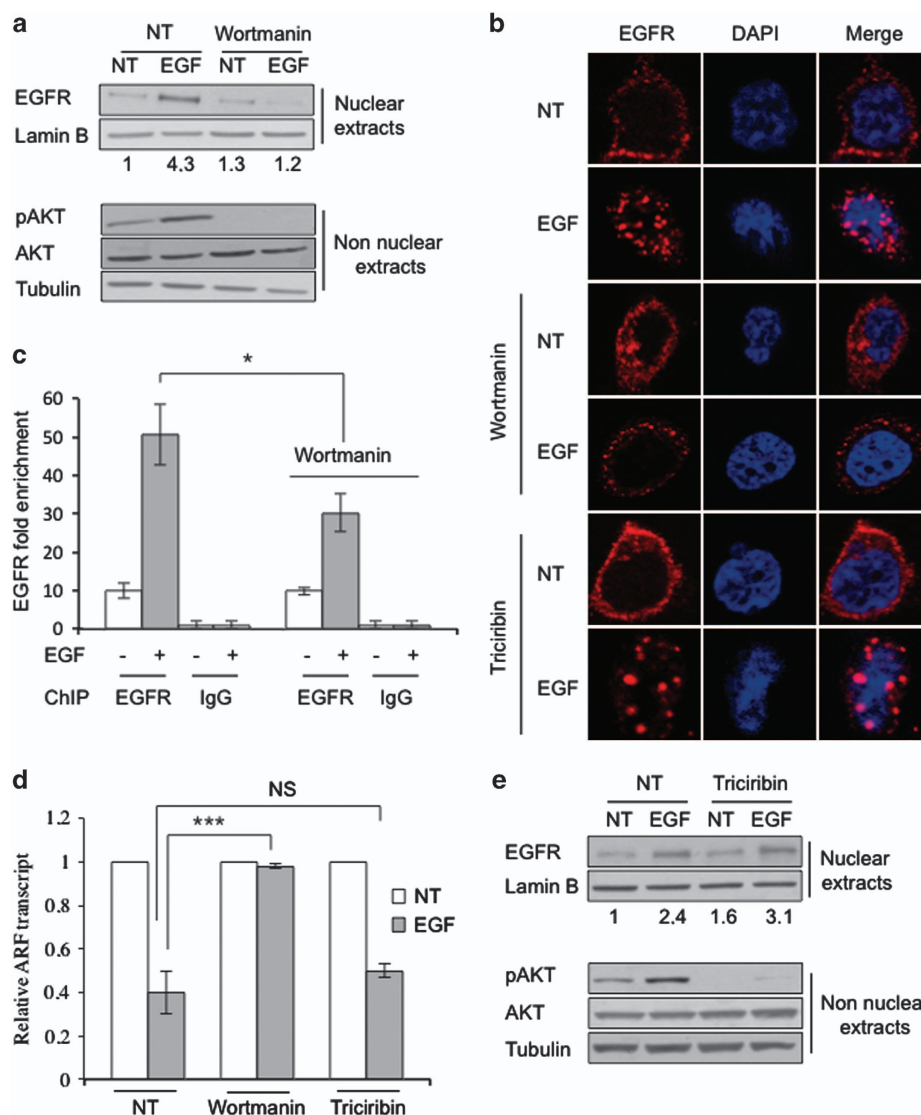 a
NT Wortmanin
NT EGF NT EGF
EGFR
Lamin B
Nuclear
extracts
1 4.3 1.3 1.2
pAKT
AKT
Tubulin
Non nuclear
extracts
b
EGFR DAPI Merge
NT
EGF
Wortmanin
NT
EGF
Triciribin
NT
EGF
c
*
EGFR fold enrichment
60
50
40
30
20
10
0
Wortmanin
EGF - + - + - + - +
ChIP EGFR IgG EGFR IgG
d
NS
***
Relative ARF transcript
1.2
1
0.8
0.6
0.4
0.2
0
NT
EGF
NT Wortmanin Triciribin
e
NT Triciribin
NT EGF NT EGF
EGFR
Lamin B
Nuclear
extracts
1 2.4 1.6 3.1
pAKT
AKT
Tubulin
Non nuclear
extracts